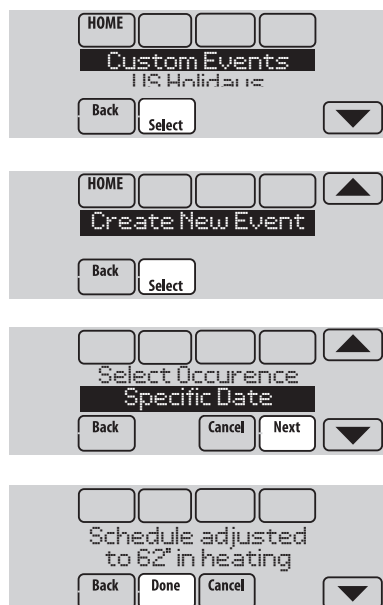 HOME
Custom Events
US Holidays
Back
Select
HOME
Create New Event
Back
Select
Select Occurence
Specific Date
Back Cancel Next
Schedule adjusted
to 62° in heating
Back Done Cancel